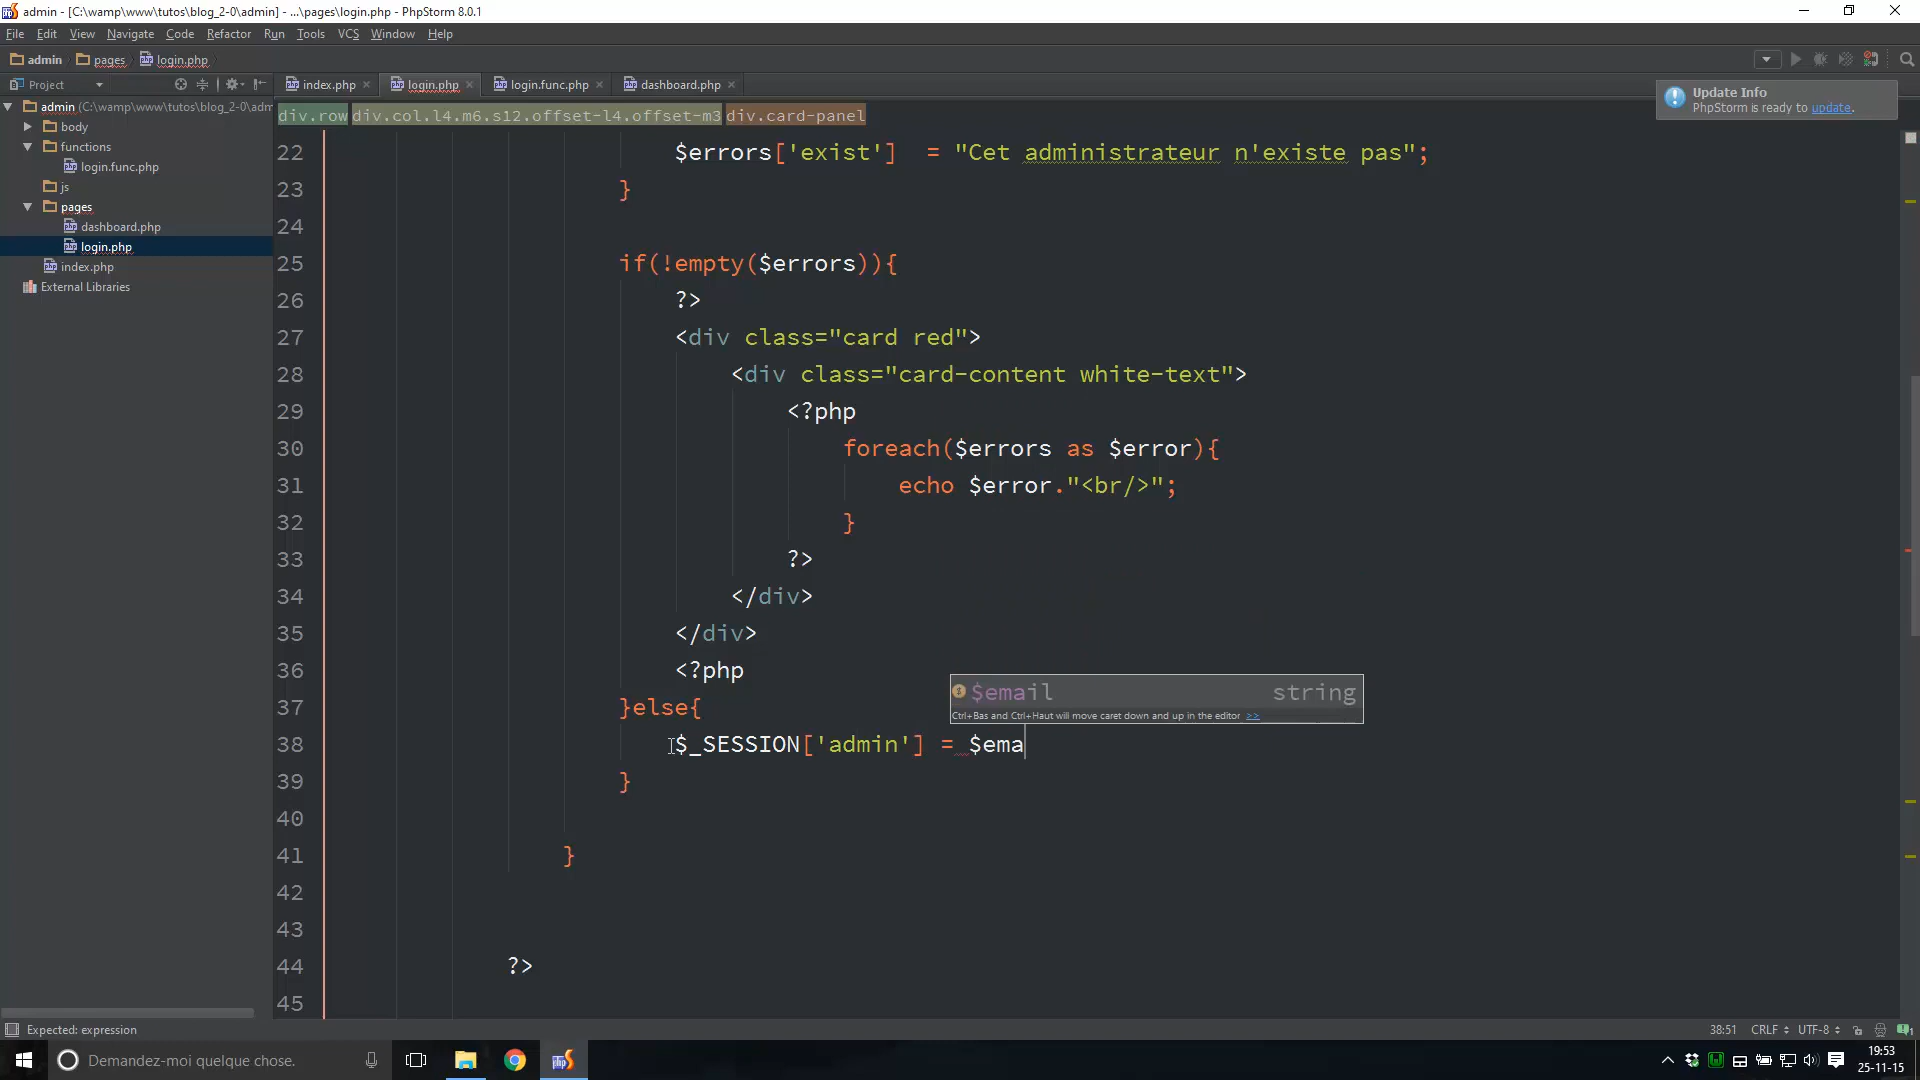 admin - [C:\wamp\www\tutos\blog_2-0\admin] - ...\pages\login.php - PhpStorm 8.0.1
File Edit View Navigate Code Refactor Run Tools VCS Window Help
admin pages login.php
Project index.php login.php login.func.php dashboard.php
Update Info
PhpStorm is ready to update.
admin (C:\wamp\www\tutos\blog_2-0\adm
body
functions
login.func.php
js
pages
dashboard.php
login.php
index.php
External Libraries
div.row div.col.l4.m6.s12.offset-l4.offset-m3 div.card-panel
22 $errors['exist'] = "Cet administrateur n'existe pas";
23 }
24
25 if(!empty($errors)){
26 ?>
27 <div class="card red">
28 <div class="card-content white-text">
29 <?php
30 foreach($errors as $error){
31 echo $error."<br/>";
32 }
33 ?>
34 </div>
35 </div>
36 <?php
37 }else{
38 $_SESSION['admin'] = $ema
39 }
40
41 }
42
43
44 ?>
45
$email string
Ctrl+Bas and Ctrl+Haut will move caret down and up in the editor >>
Expected: expression
38:51 CRLF UTF-8
Demandez-moi quelque chose.
19:53
25-11-15